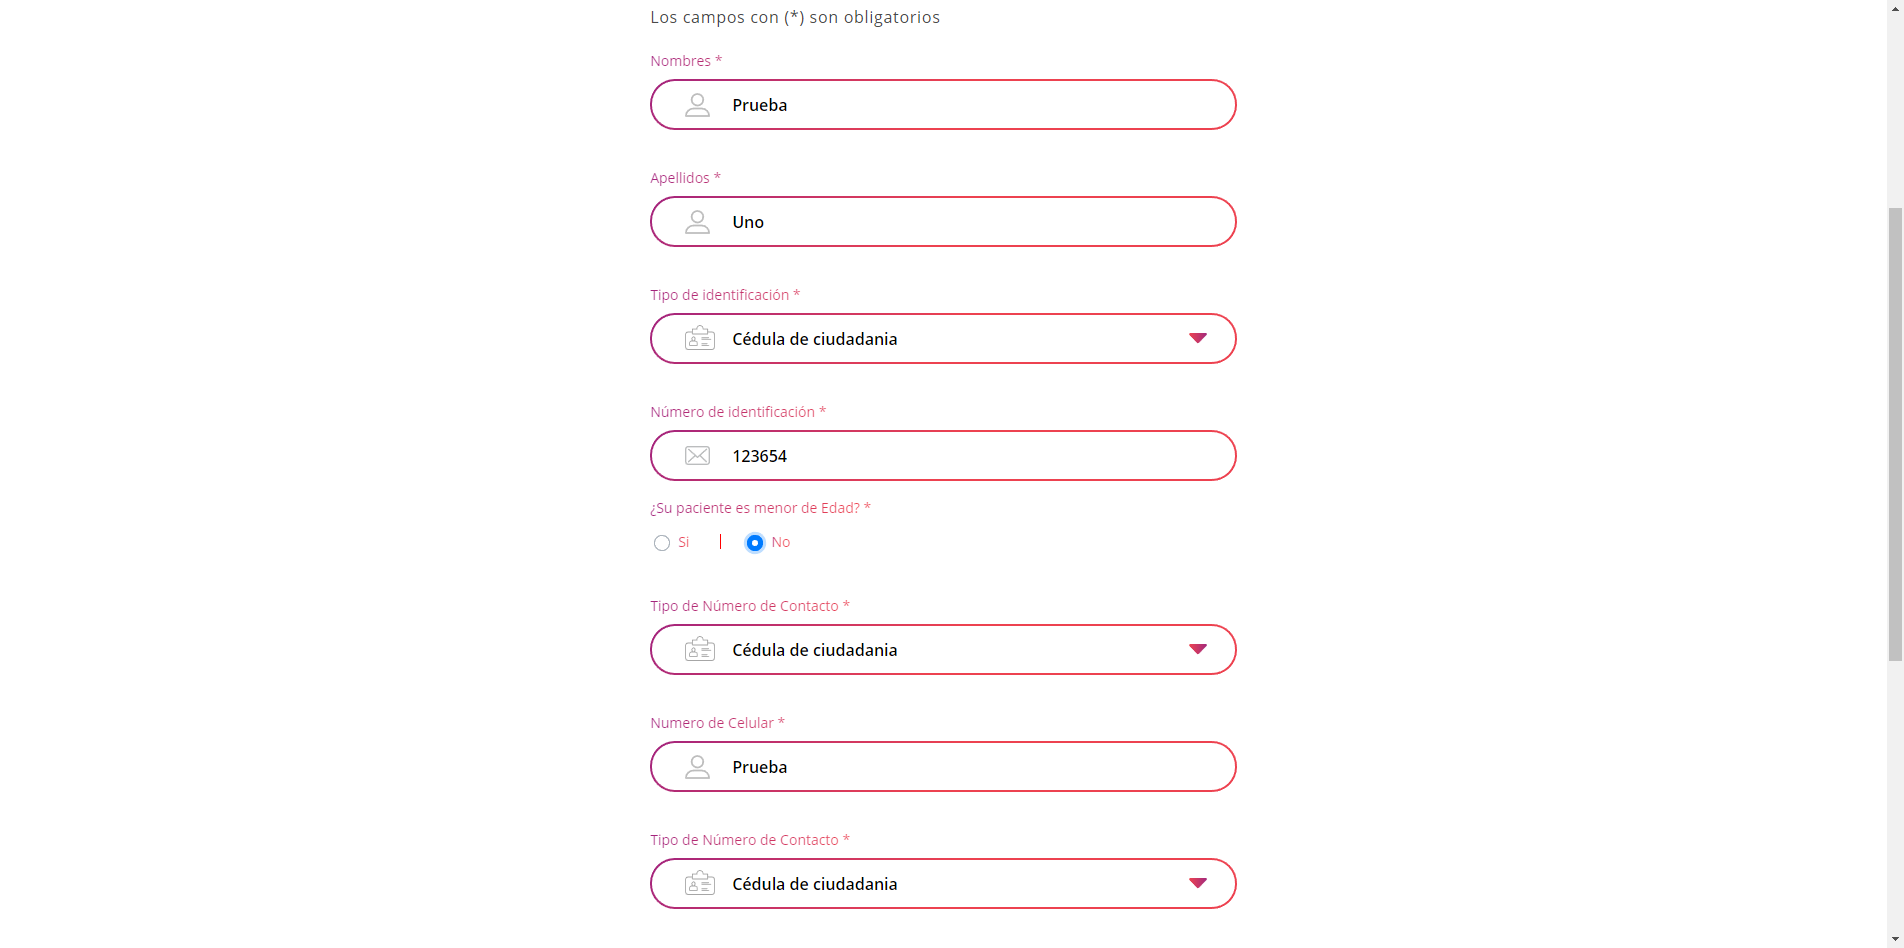 Los campos con (*) son obligatorios
Nombres *
Prueba
Apellidos *
Uno
Tipo de identificación *
Cédula de ciudadania
Número de identificación *
123654
¿Su paciente es menor de Edad? *
Si | No
Tipo de Número de Contacto *
Cédula de ciudadania
Numero de Celular *
Prueba
Tipo de Número de Contacto *
Cédula de ciudadania